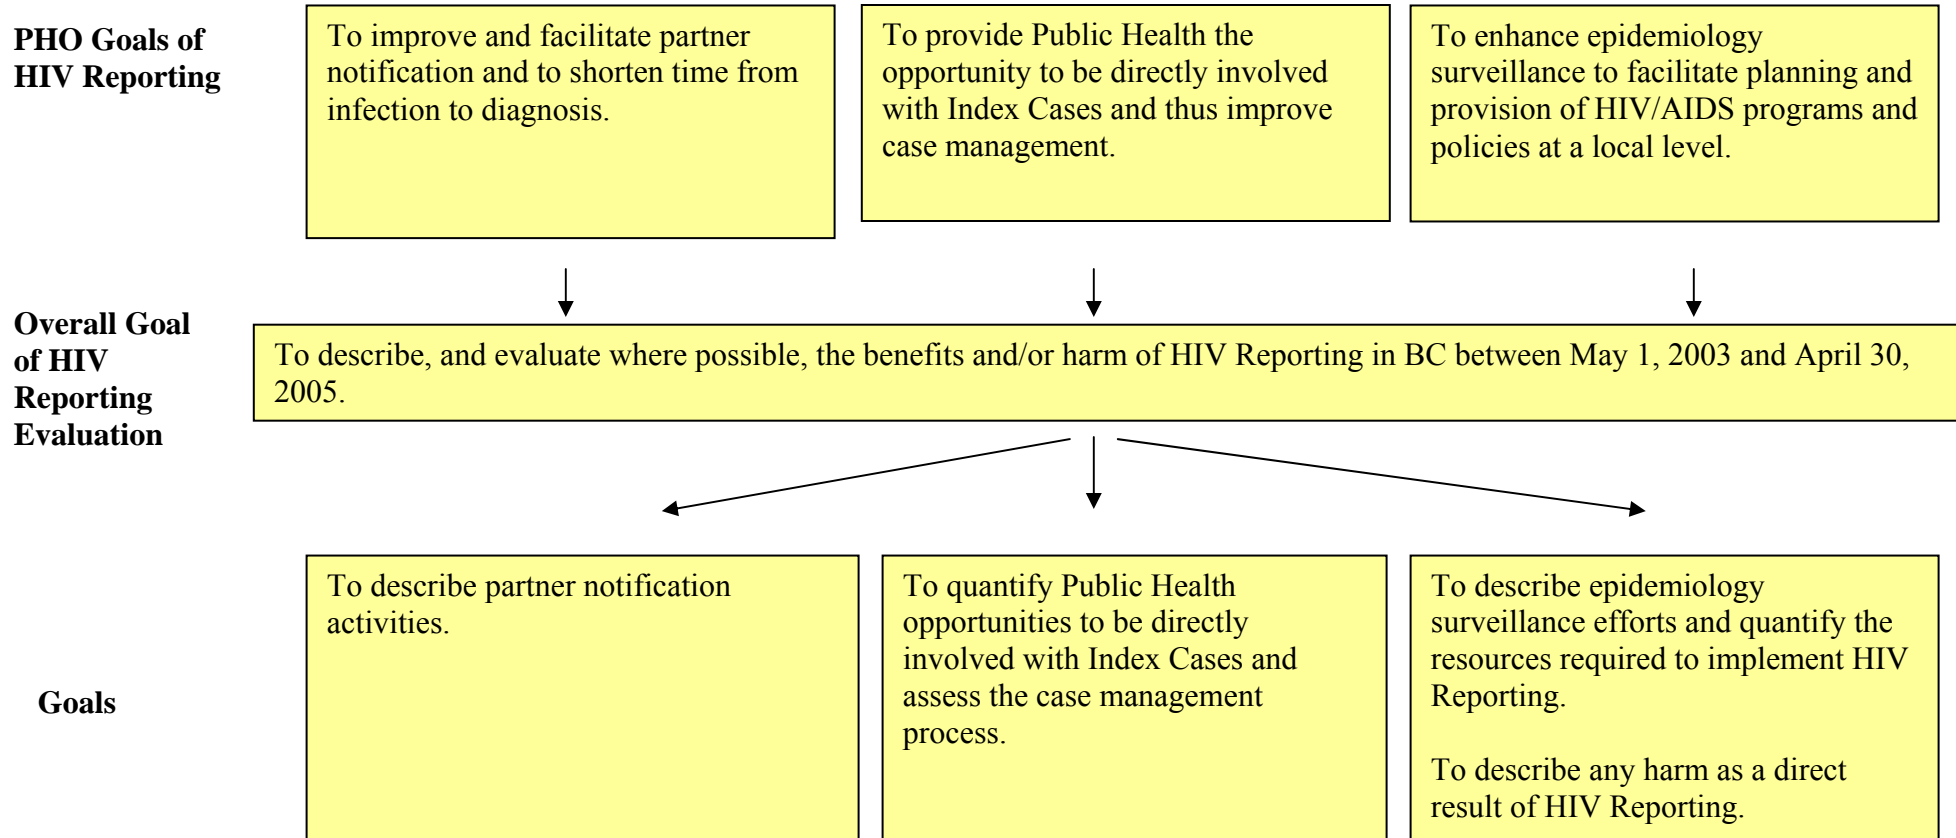 PHO Goals of
HIV Reporting
To improve and facilitate partner
notification and to shorten time from
infection to diagnosis.
To provide Public Health the
opportunity to be directly involved
with Index Cases and thus improve
case management.
To enhance epidemiology
surveillance to facilitate planning and
provision of HIV/AIDS programs and
policies at a local level.
Overall Goal
of HIV
Reporting
Evaluation
To describe, and evaluate where possible, the benefits and/or harm of HIV Reporting in BC between May 1, 2003 and April 30,
2005.
Goals
To describe partner notification
activities.
To quantify Public Health
opportunities to be directly
involved with Index Cases and
assess the case management
process.
To describe epidemiology
surveillance efforts and quantify the
resources required to implement HIV
Reporting.
To describe any harm as a direct
result of HIV Reporting.